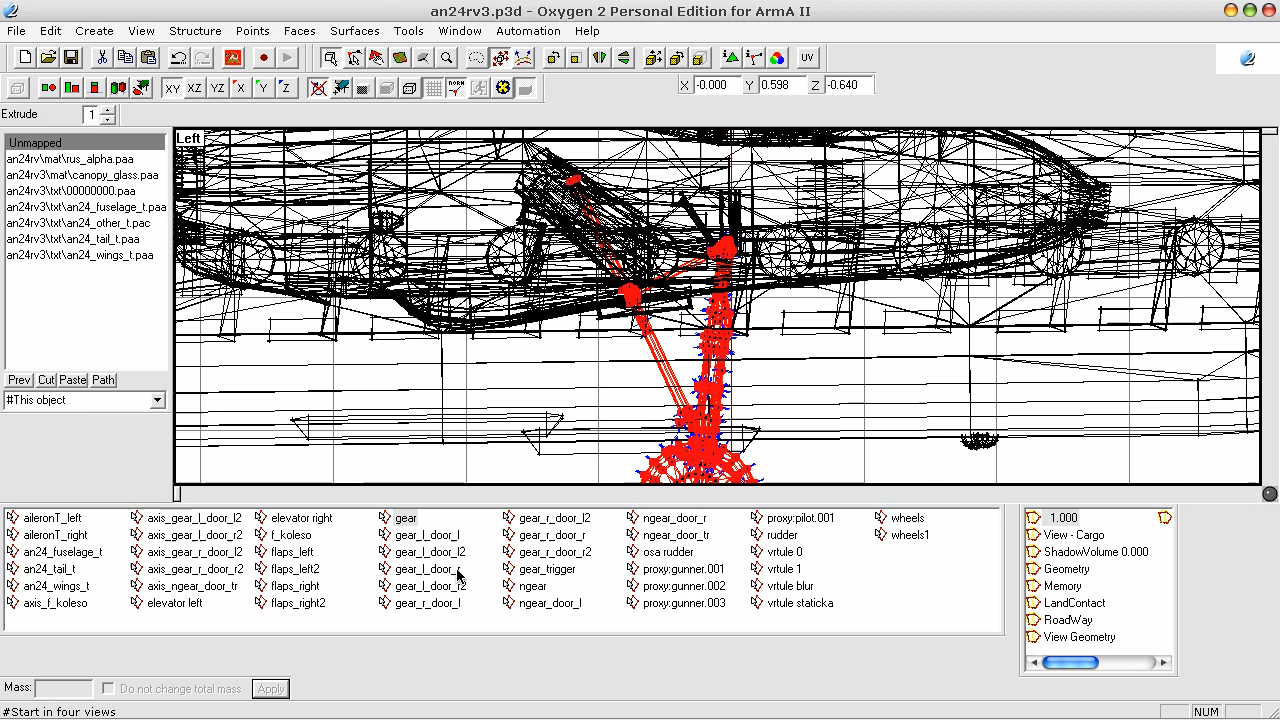 an24rv3.p3d - Oxygen 2 Personal Edition for ArmA II
File Edit Create View Structure Points Faces Surfaces Tools Window Automation Help
UV
XY XZ YZ X Y Z NORM
X -0.000 Y 0.598 Z -0.640
Extrude 1
Unmapped
an24rv\mat\rus_alpha.paa
an24rv3\mat\canopy_glass.paa
an24rv3\txt\00000000.paa
an24rv3\txt\an24_fuselage_t.paa
an24rv3\txt\an24_other_t.pac
an24rv3\txt\an24_tail_t.paa
an24rv3\txt\an24_wings_t.paa
Prev Cut Paste Path
#This object
Left
aileronT_left axis_gear_l_door_l2 elevator right gear gear_r_door_l2 ngear_door_r proxy:pilot.001 wheels
aileronT_right axis_gear_l_door_r2 f_koleso gear_l_door_l gear_r_door_r ngear_door_tr rudder wheels1
an24_fuselage_t axis_gear_r_door_l2 flaps_left gear_l_door_l2 gear_r_door_r2 osa rudder vrtule 0
an24_tail_t axis_gear_r_door_r2 flaps_left2 gear_l_door_r gear_trigger proxy:gunner.001 vrtule 1
an24_wings_t axis_ngear_door_tr flaps_right gear_l_door_r2 ngear proxy:gunner.002 vrtule blur
axis_f_koleso elevator left flaps_right2 gear_r_door_l ngear_door_l proxy:gunner.003 vrtule staticka
1.000
View - Cargo
ShadowVolume 0.000
Geometry
Memory
LandContact
RoadWay
View Geometry
Mass: Do not change total mass Apply
#Start in four views NUM